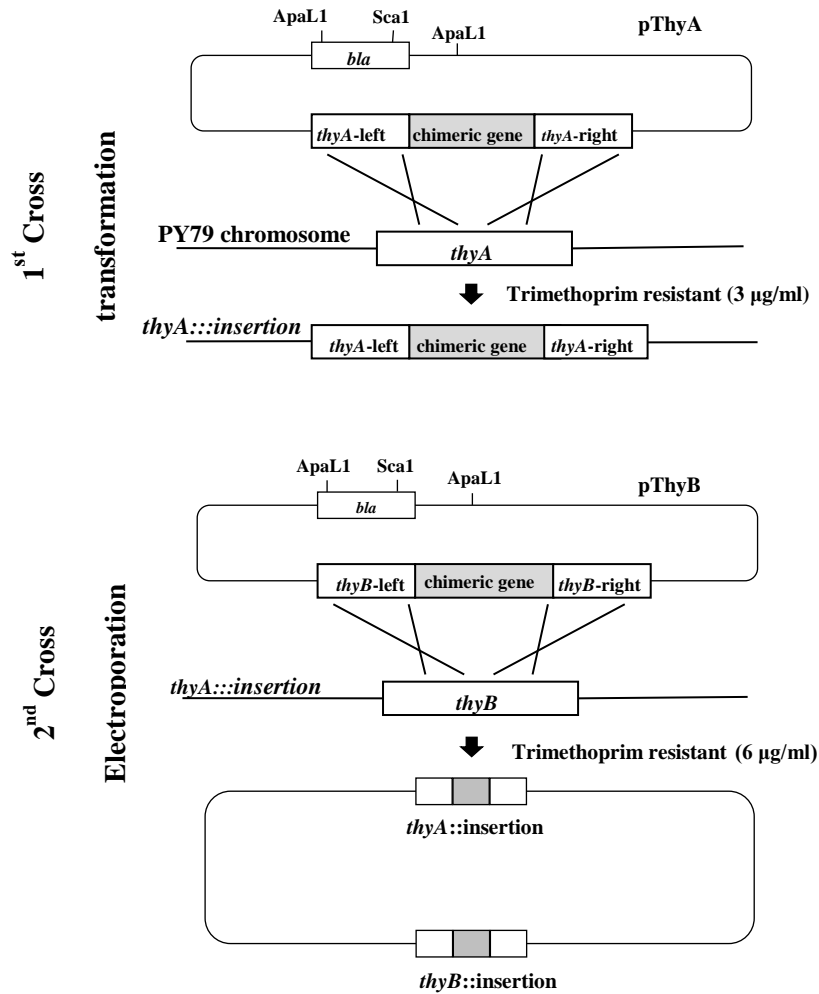 ApaL1
Sca1
ApaL1
pThyA
bla
thyA-left
chimeric gene
thyA-right
1st Cross
transformation
PY79 chromosome
thyA
Trimethoprim resistant (3 µg/ml)
thyA:::insertion
thyA-left
chimeric gene
thyA-right
ApaL1
Sca1
ApaL1
pThyB
bla
thyB-left
chimeric gene
thyB-right
2nd Cross
Electroporation
thyA:::insertion
thyB
Trimethoprim resistant (6 µg/ml)
thyA::insertion
thyB::insertion